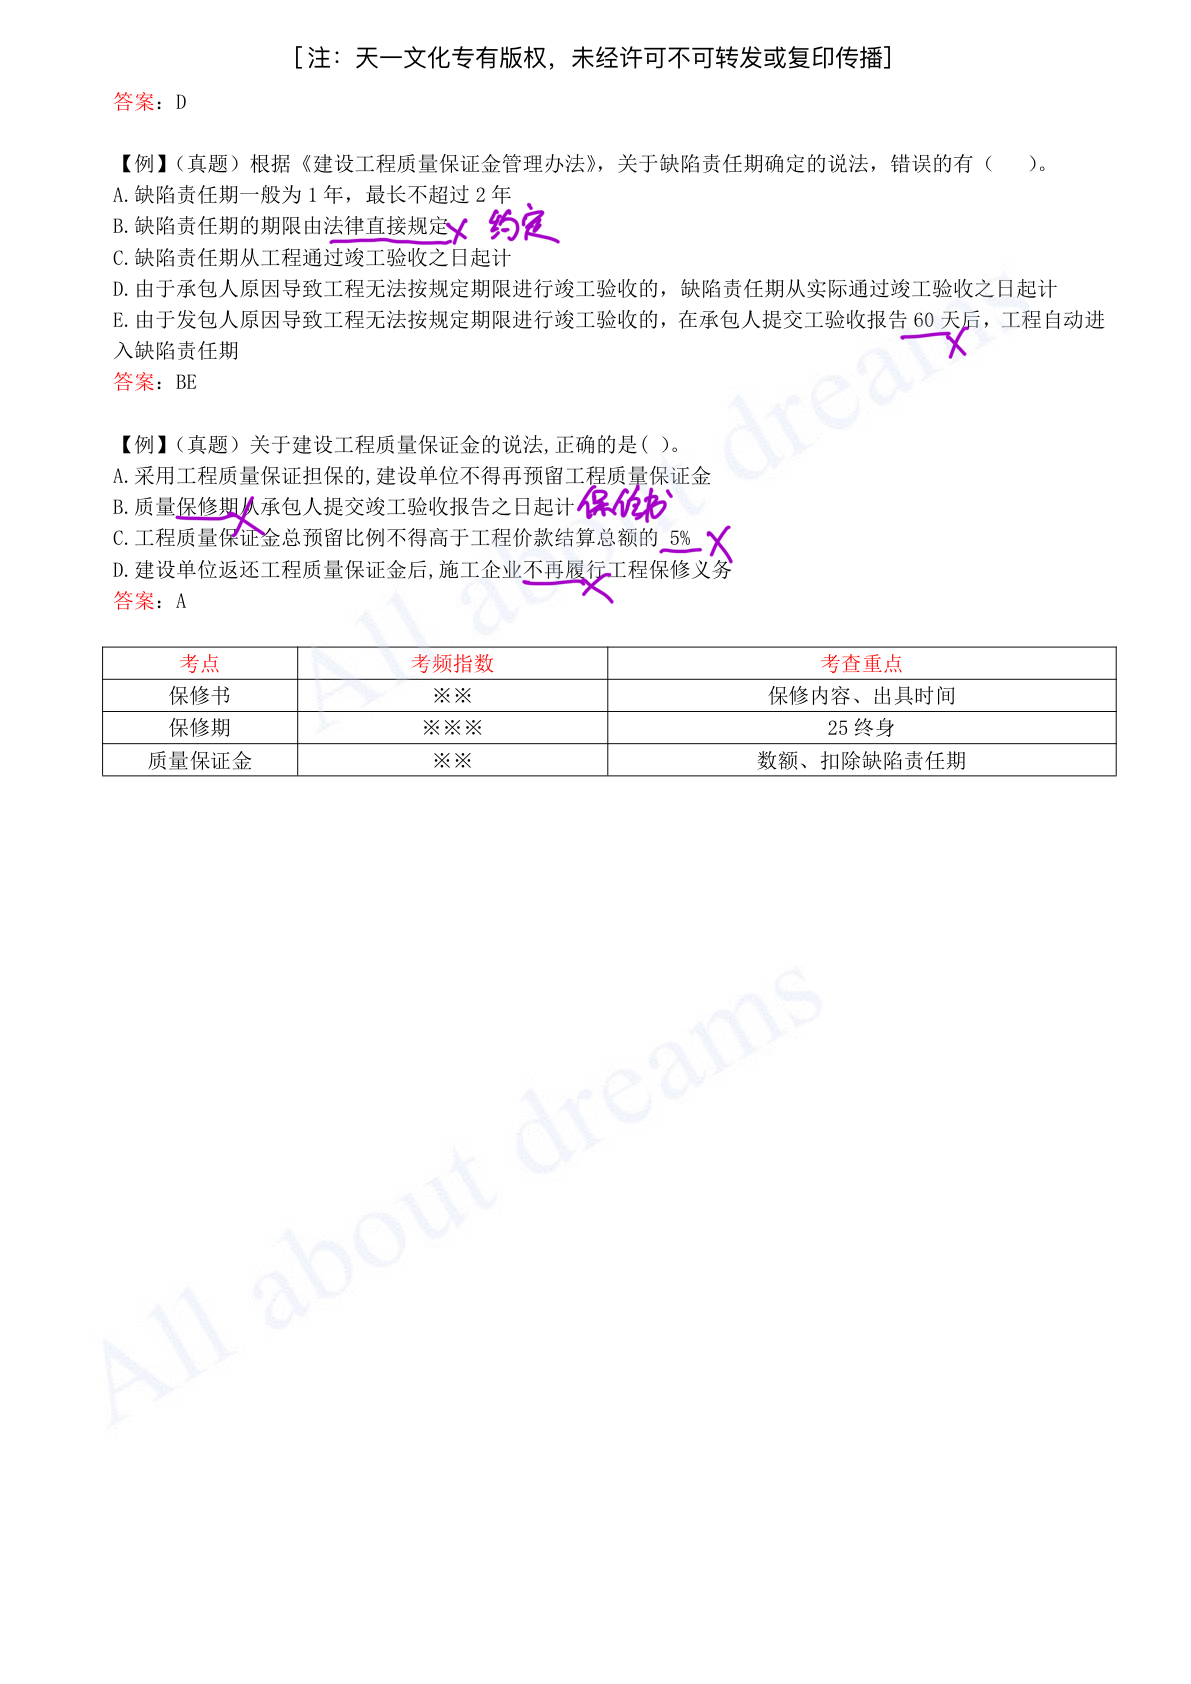 [注：天一文化专有版权，未经许可不可转发或复印传播]
答案：D
【例】（真题）根据《建设工程质量保证金管理办法》，关于缺陷责任期确定的说法，错误的有（ ）。
A.缺陷责任期一般为 1 年，最长不超过 2 年
B.缺陷责任期的期限由法律直接规定 X 约定
C.缺陷责任期从工程通过竣工验收之日起计
D.由于承包人原因导致工程无法按规定期限进行竣工验收的，缺陷责任期从实际通过竣工验收之日起计
E.由于发包人原因导致工程无法按规定期限进行竣工验收的，在承包人提交工验收报告 60 天后，工程自动进
入缺陷责任期
答案：BE
【例】（真题）关于建设工程质量保证金的说法,正确的是( )。
A.采用工程质量保证担保的,建设单位不得再预留工程质量保证金
B.质量保修期从承包人提交竣工验收报告之日起计
C.工程质量保证金总预留比例不得高于工程价款结算总额的 5% X
D.建设单位返还工程质量保证金后,施工企业不再履行工程保修义务
答案：A
考点 考频指数 考查重点
保修书 ※※ 保修内容、出具时间
保修期 ※※※ 25 终身
质量保证金 ※※ 数额、扣除缺陷责任期
All about dreams
All about dreams